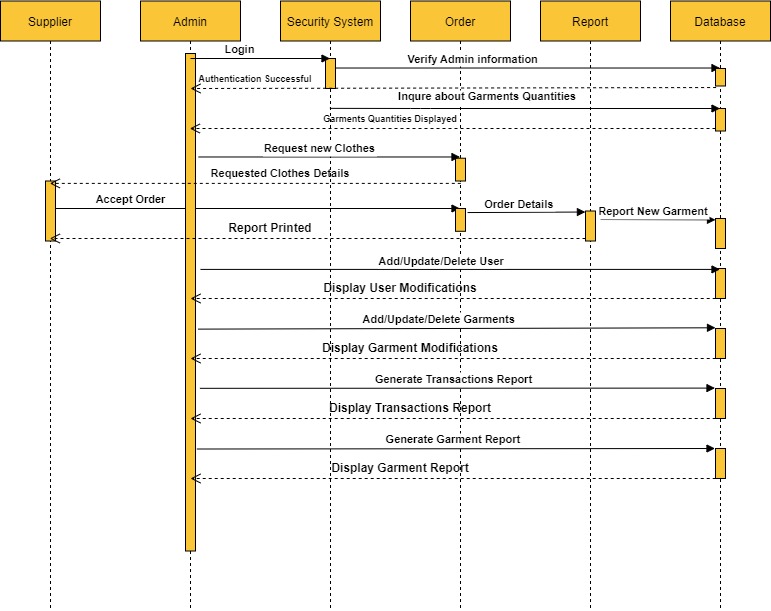 Supplier
Admin
Security System
Order
Report
Database
Login
Verify Admin information
Authentication Successful
Inqure about Garments Quantities
Garments Quantities Displayed
Request new Clothes
Requested Clothes Details
Accept Order
Order Details
Report New Garment
Report Printed
Add/Update/Delete User
Display User Modifications
Add/Update/Delete Garments
Display Garment Modifications
Generate Transactions Report
Display Transactions Report
Generate Garment Report
Display Garment Report